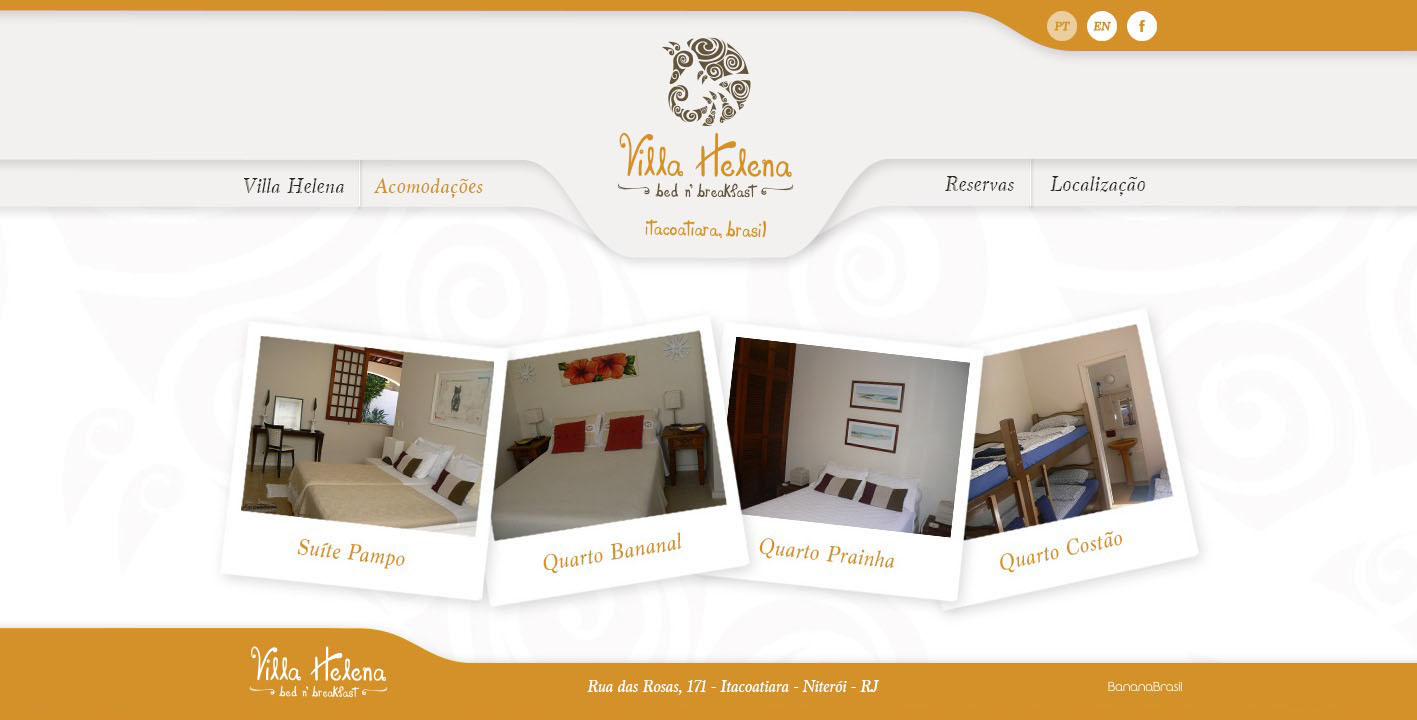 PT EN f
Villa Helena
bed n' breakfast
itacoatiara, brasil
Villa Helena Acomodações Reservas Localização
Suíte Pampo
Quarto Bananal
Quarto Prainha
Quarto Costão
Villa Helena
bed n' breakfast
Rua das Rosas, 171 - Itacoatiara - Niterói - RJ
BananaBrasil